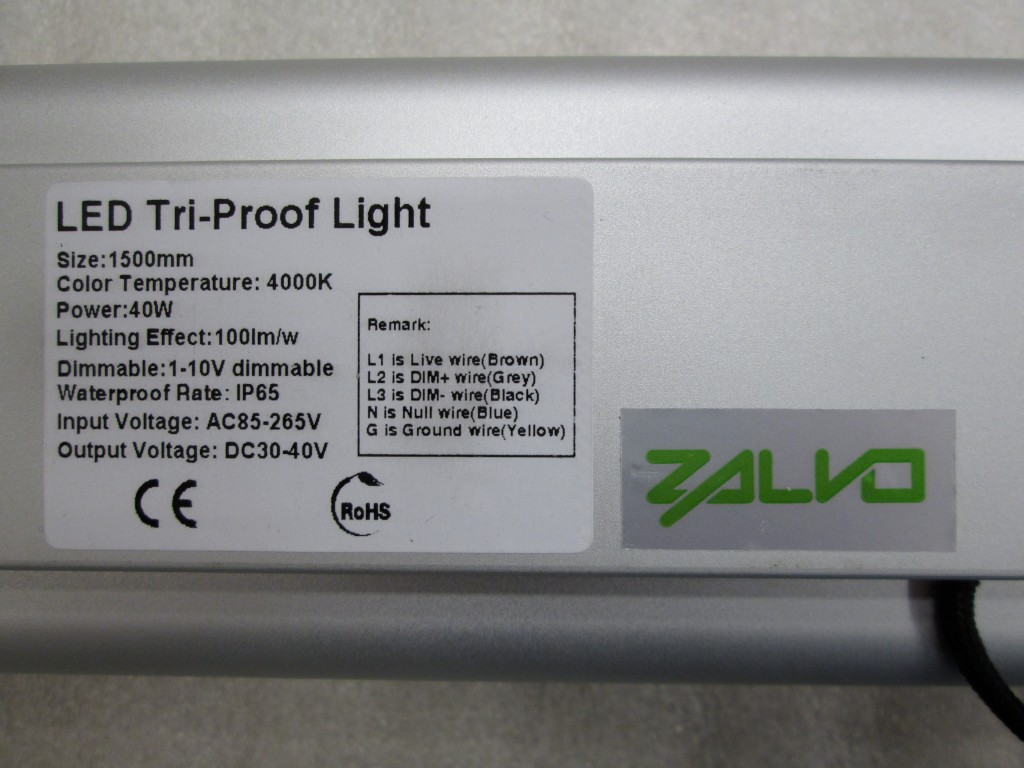 LED Tri-Proof Light
Size:1500mm
Color Temperature: 4000K
Power:40W
Lighting Effect:100lm/w
Dimmable:1-10V dimmable
Waterproof Rate: IP65
Input Voltage: AC85-265V
Output Voltage: DC30-40V
CE
RoHS
Remark:
L1 is Live wire(Brown)
L2 is DIM+ wire(Grey)
L3 is DIM- wire(Black)
N is Null wire(Blue)
G is Ground wire(Yellow)
ZALVO